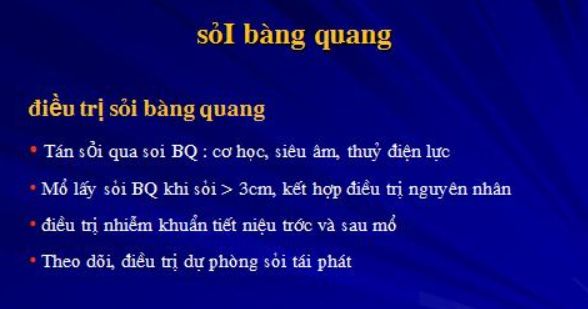 sỏI bàng quang
điều trị sỏi bàng quang
• Tán sỏi qua soi BQ : cơ học, siêu âm, thuỷ điện lực
• Mổ lấy sỏi BQ khi sỏi > 3cm, kết hợp điều trị nguyên nhân
• điều trị nhiễm khuẩn tiết niệu trớc và sau mổ
• Theo dõi, điều trị dự phòng sỏi tái phát